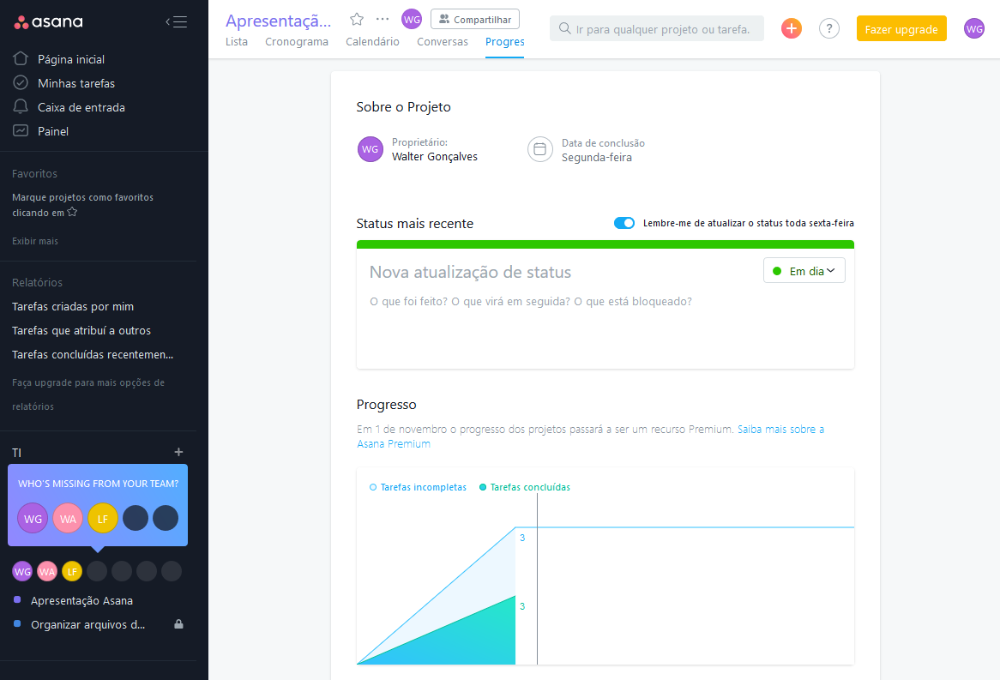 asana
Página inicial
Minhas tarefas
Caixa de entrada
Painel
Favoritos
Marque projetos como favoritos
clicando em
Exibir mais
Relatórios
Tarefas criadas por mim
Tarefas que atribuí a outros
Tarefas concluídas recentemen...
Faça upgrade para mais opções de
relatórios
TI
WHO'S MISSING FROM YOUR TEAM?
WG WA LF
WG WA LF
Apresentação Asana
Organizar arquivos d...
Apresentaçã... WG Compartilhar
Lista Cronograma Calendário Conversas Progres
Ir para qualquer projeto ou tarefa.
Fazer upgrade
WG
Sobre o Projeto
WG
Proprietário:
Walter Gonçalves
Data de conclusão
Segunda-feira
Status mais recente
Lembre-me de atualizar o status toda sexta-feira
Nova atualização de status
Em dia
O que foi feito? O que virá em seguida? O que está bloqueado?
Progresso
Em 1 de novembro o progresso dos projetos passará a ser um recurso Premium. Saiba mais sobre a
Asana Premium
Tarefas incompletas Tarefas concluídas
3
3